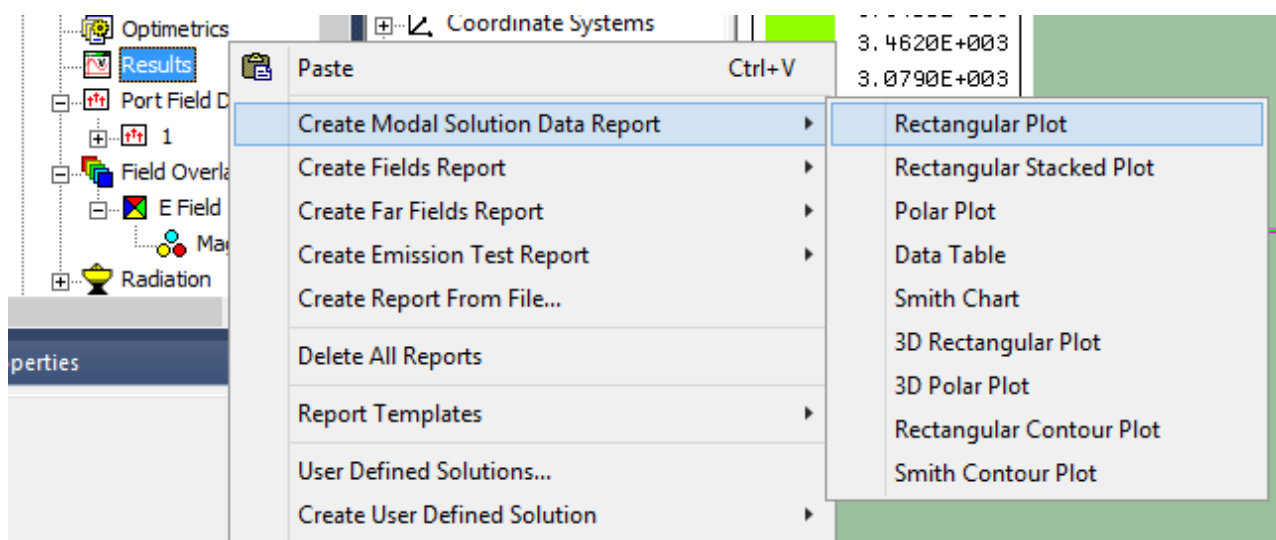 Optimetrics
Results
Port Field D
1
Field Overla
E Field
Mag
Radiation
perties
Coordinate Systems
3.4620E+003
3.0790E+003
Paste Ctrl+V
Create Modal Solution Data Report
Create Fields Report
Create Far Fields Report
Create Emission Test Report
Create Report From File...
Delete All Reports
Report Templates
User Defined Solutions...
Create User Defined Solution
Rectangular Plot
Rectangular Stacked Plot
Polar Plot
Data Table
Smith Chart
3D Rectangular Plot
3D Polar Plot
Rectangular Contour Plot
Smith Contour Plot